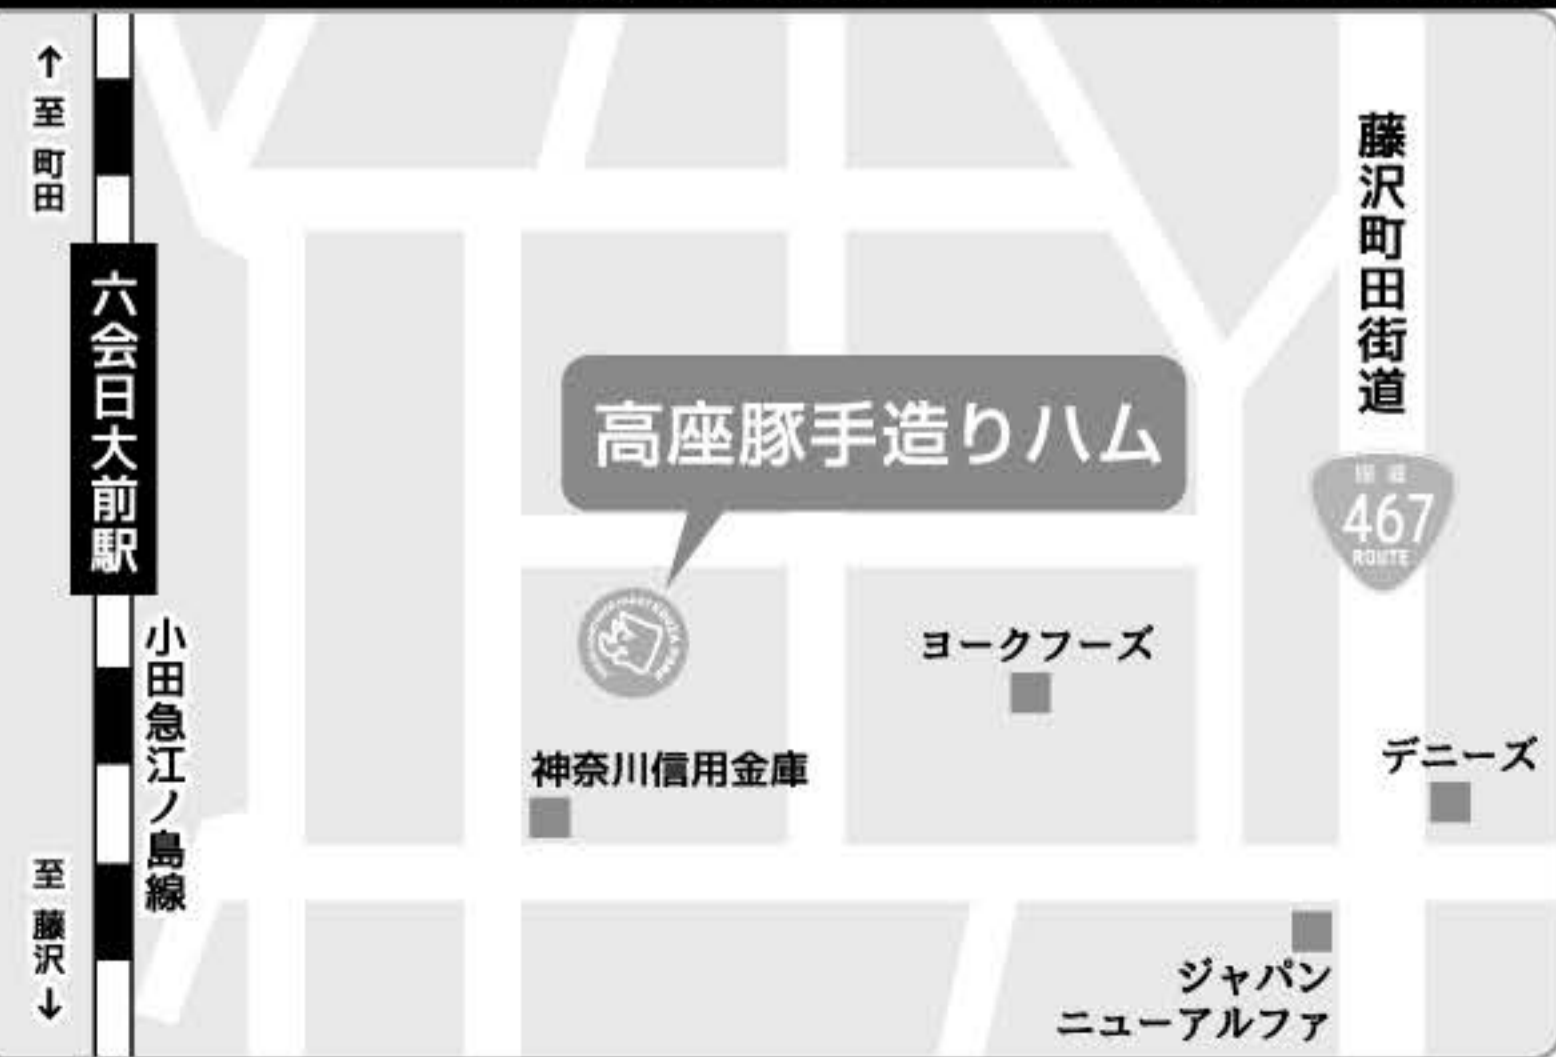 ↑至 町田
六会日大前駅
小田急江ノ島線
至 藤沢↓
高座豚手造りハム
藤沢町田街道
467
ROUTE
ヨークフーズ
神奈川信用金庫
デニーズ
ジャパン
ニューアルファ